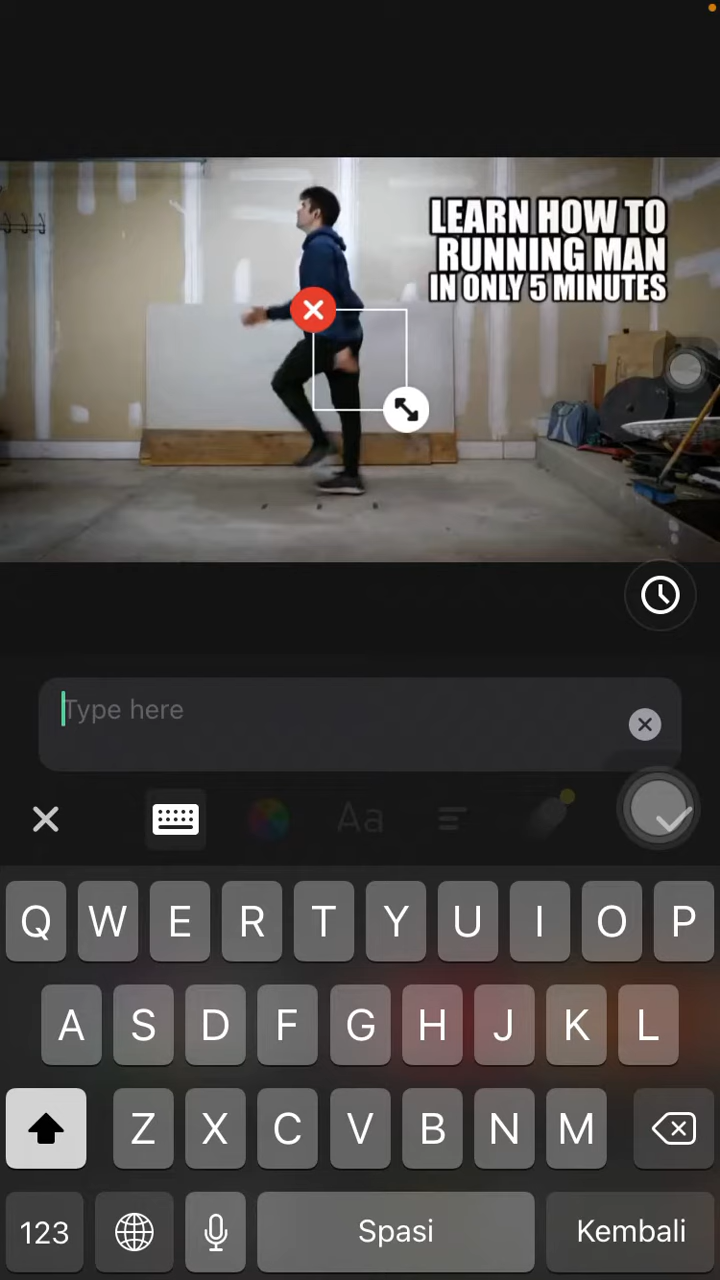 LEARN HOW TO
RUNNING MAN
IN ONLY 5 MINUTES
Type here
Aa
Q W E R T Y U I O P
A S D F G H J K L
Z X C V B N M
123 Spasi Kembali